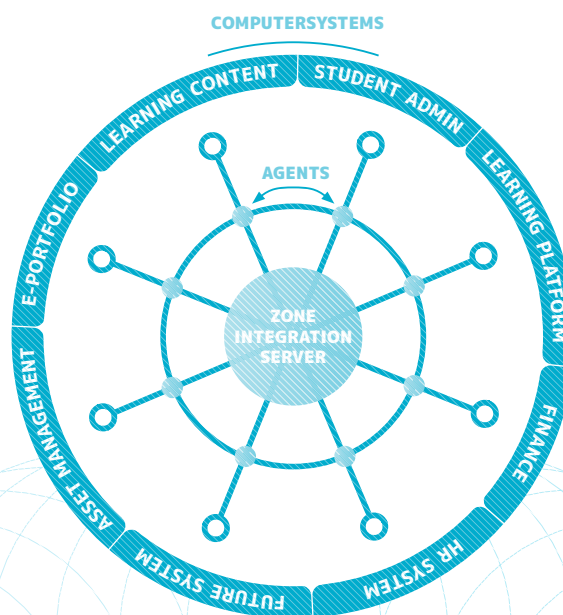 COMPUTERSYSTEMS
LEARNING CONTENT
STUDENT ADMIN
LEARNING PLATFORM
FINANCE
HR SYSTEM
FUTURE SYSTEM
ASSET MANAGEMENT
E-PORTFOLIO
AGENTS
ZONE
INTEGRATION
SERVER